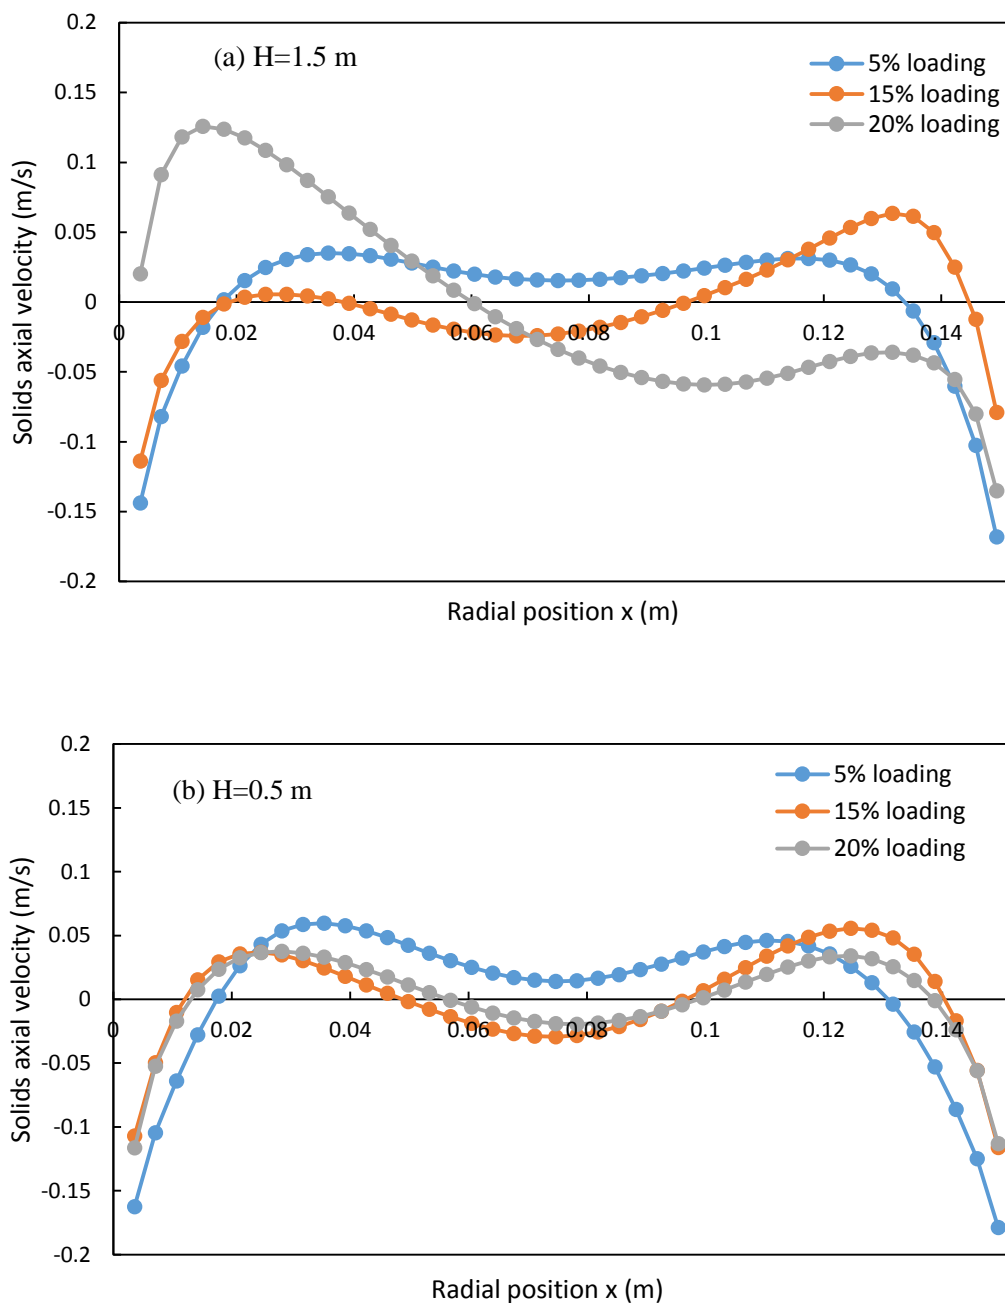 0.2
0.15
0.1
0.05
0
-0.05
-0.1
-0.15
-0.2
Solids axial velocity (m/s)
(a) H=1.5 m
5% loading
15% loading
20% loading
0 0.02 0.04 0.06 0.08 0.1 0.12 0.14
Radial position x (m)
0.2
0.15
0.1
0.05
0
-0.05
-0.1
-0.15
-0.2
Solids axial velocity (m/s)
(b) H=0.5 m
5% loading
15% loading
20% loading
0 0.02 0.04 0.06 0.08 0.1 0.12 0.14
Radial position x (m)